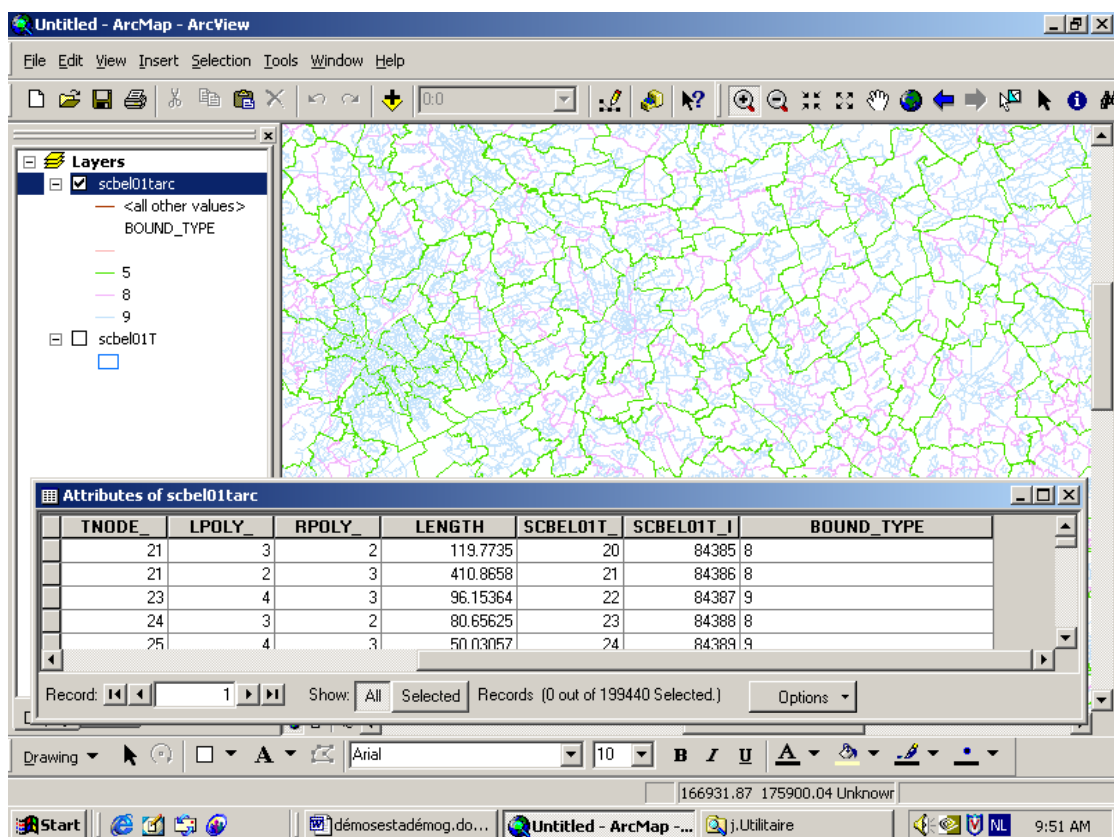 Untitled - ArcMap - ArcView
File Edit View Insert Selection Tools Window Help
0:0
Layers
scbel01tarc
<all other values>
BOUND_TYPE
5
8
9
scbel01T
Attributes of scbel01tarc
TNODE_ LPOLY_ RPOLY_ LENGTH SCBEL01T_ SCBEL01T_I BOUND_TYPE
21 3 2 119.7735 20 84385 8
21 2 3 410.8658 21 84386 8
23 4 3 96.15364 22 84387 9
24 3 2 80.65625 23 84388 8
25 4 3 50.03057 24 84389 9
Record: 1 Show: All Selected Records (0 out of 199440 Selected.) Options
Drawing A Arial 10 B I U A
166931.87 175900.04 Unknowr
Start démosestadémog.do... Untitled - ArcMap -... j.Utilitaire NL 9:51 AM